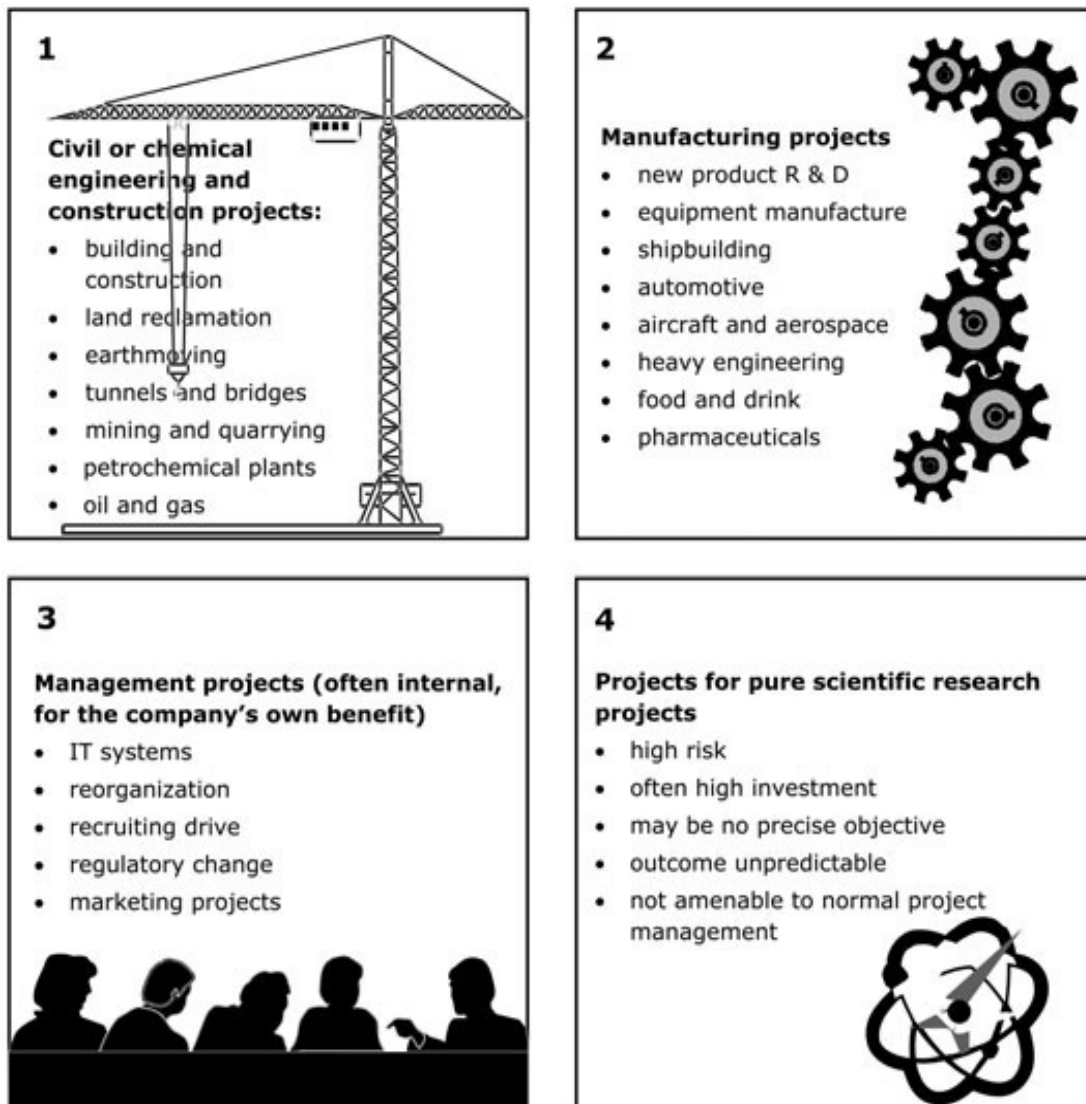 1
Civil or chemical
engineering and
construction projects:
• building and
construction
• land reclamation
• earthmoving
• tunnels and bridges
• mining and quarrying
• petrochemical plants
• oil and gas
2
Manufacturing projects
• new product R & D
• equipment manufacture
• shipbuilding
• automotive
• aircraft and aerospace
• heavy engineering
• food and drink
• pharmaceuticals
3
Management projects (often internal,
for the company’s own benefit)
• IT systems
• reorganization
• recruiting drive
• regulatory change
• marketing projects
4
Projects for pure scientific research
projects
• high risk
• often high investment
• may be no precise objective
• outcome unpredictable
• not amenable to normal project
management